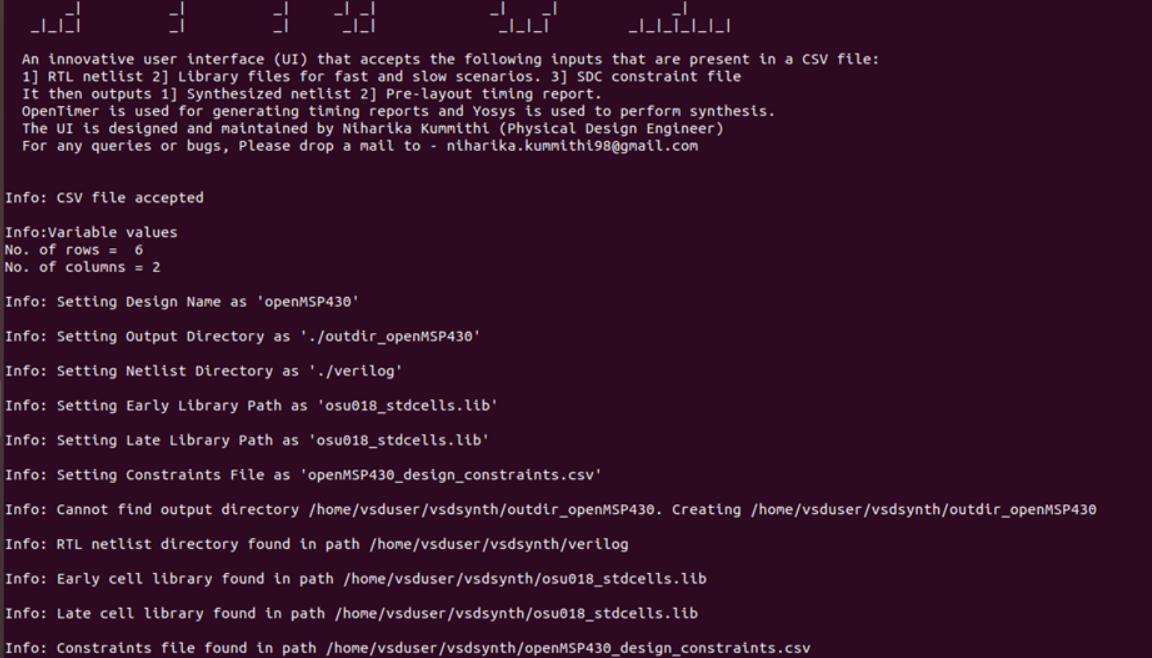 An innovative user interface (UI) that accepts the following inputs that are present in a CSV file:
1] RTL netlist 2] Library files for fast and slow scenarios. 3] SDC constraint file
It then outputs 1] Synthesized netlist 2] Pre-layout timing report.
OpenTimer is used for generating timing reports and Yosys is used to perform synthesis.
The UI is designed and maintained by Niharika Kummithi (Physical Design Engineer)
For any queries or bugs, Please drop a mail to - niharika.kummithi98@gmail.com
Info: CSV file accepted
Info:Variable values
No. of rows =  6
No. of columns = 2
Info: Setting Design Name as 'openMSP430'
Info: Setting Output Directory as './outdir_openMSP430'
Info: Setting Netlist Directory as './verilog'
Info: Setting Early Library Path as 'osu018_stdcells.lib'
Info: Setting Late Library Path as 'osu018_stdcells.lib'
Info: Setting Constraints File as 'openMSP430_design_constraints.csv'
Info: Cannot find output directory /home/vsduser/vsdsynth/outdir_openMSP430. Creating /home/vsduser/vsdsynth/outdir_openMSP430
Info: RTL netlist directory found in path /home/vsduser/vsdsynth/verilog
Info: Early cell library found in path /home/vsduser/vsdsynth/osu018_stdcells.lib
Info: Late cell library found in path /home/vsduser/vsdsynth/osu018_stdcells.lib
Info: Constraints file found in path /home/vsduser/vsdsynth/openMSP430_design_constraints.csv